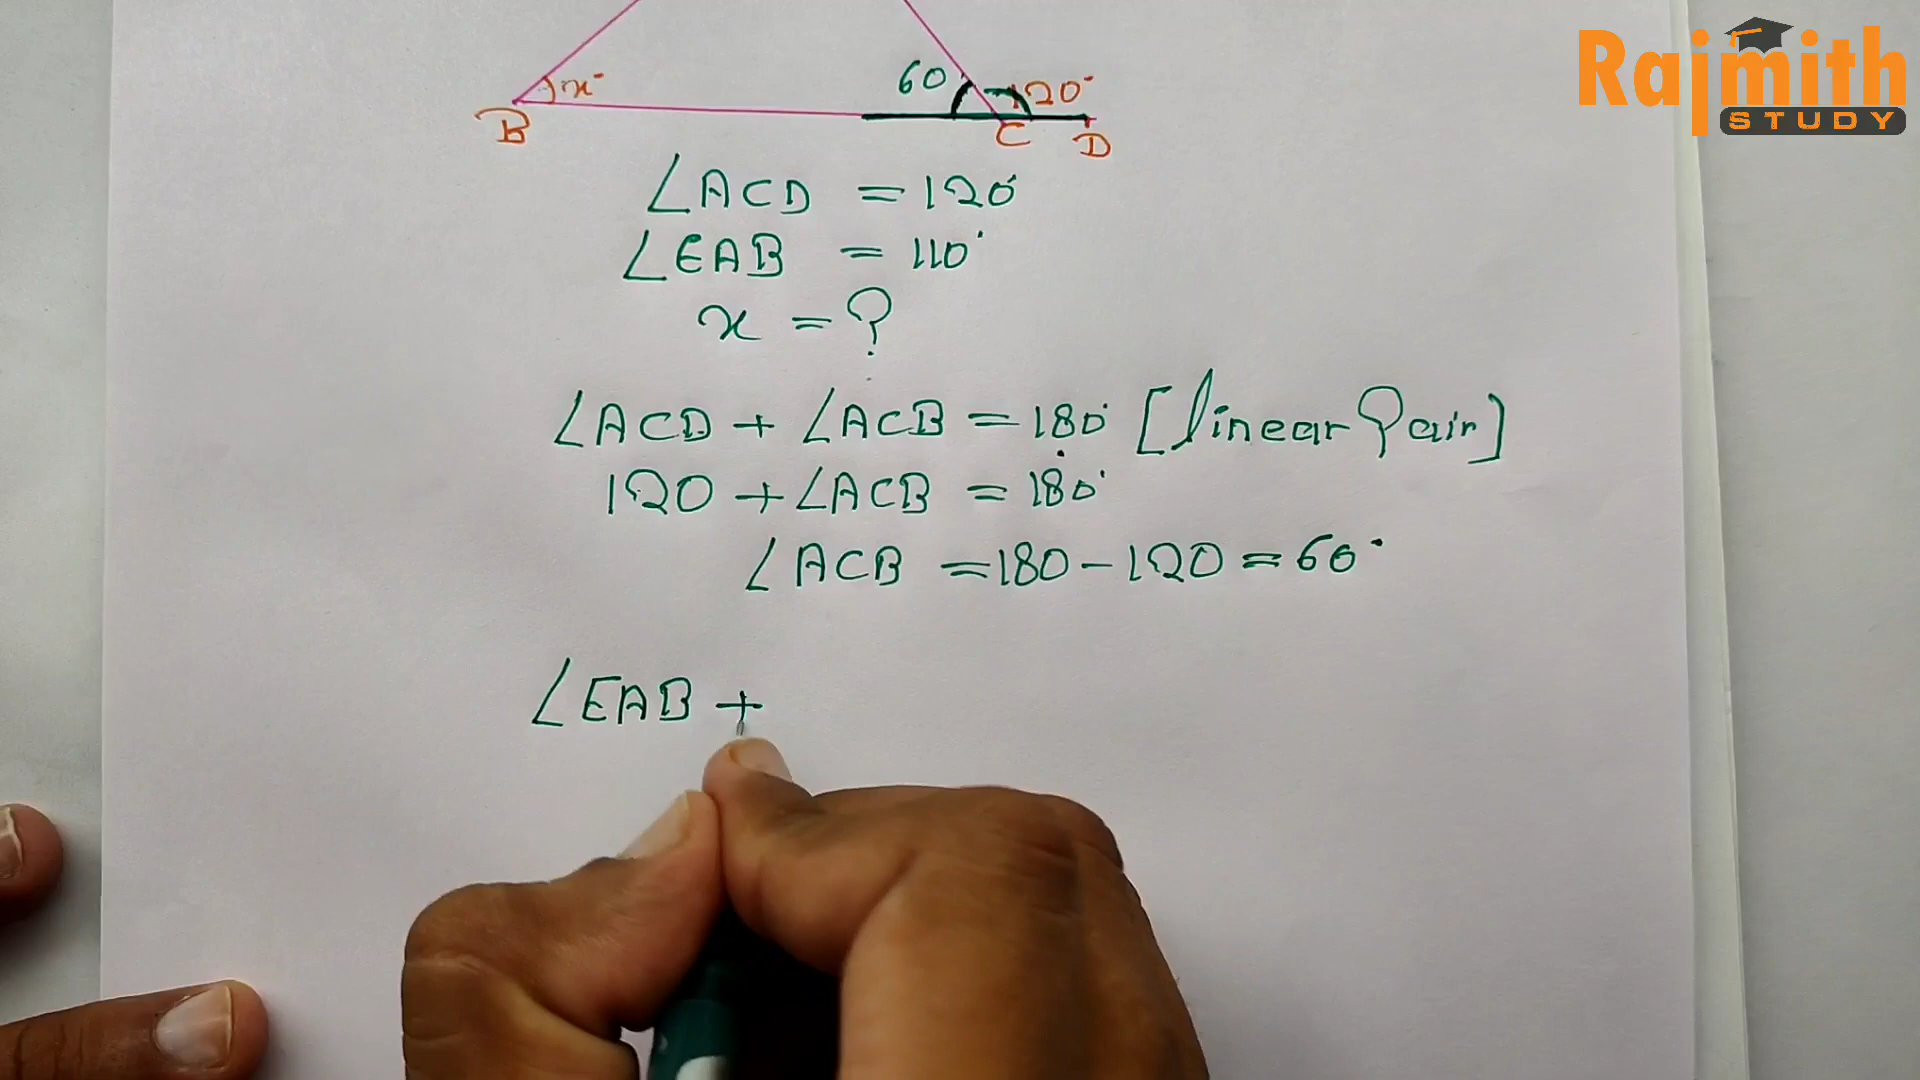 Rajmith
STUDY
60 120°
x°
B C D
∠ACD = 120°
∠EAB = 110°
x = ?
∠ACD + ∠ACB = 180° [linear Pair]
120 + ∠ACB = 180°
∠ACB = 180 - 120 = 60°
∠EAB +